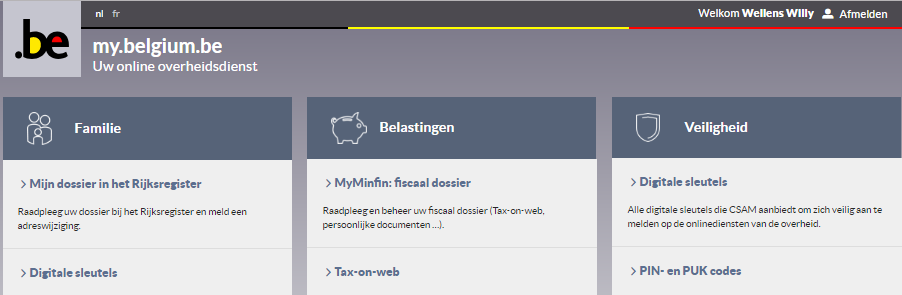 nl fr
Welkom Wellens Willy Afmelden
.be
my.belgium.be
Uw online overheidsdienst
Familie
Mijn dossier in het Rijksregister
Raadpleeg uw dossier bij het Rijksregister en meld een
adreswijziging.
Digitale sleutels
Belastingen
MyMinfin: fiscaal dossier
Raadpleeg en beheer uw fiscaal dossier (Tax-on-web,
persoonlijke documenten ...).
Tax-on-web
Veiligheid
Digitale sleutels
Alle digitale sleutels die CSAM aanbiedt om zich veilig aan te
melden op de onlinediensten van de overheid.
PIN- en PUK codes